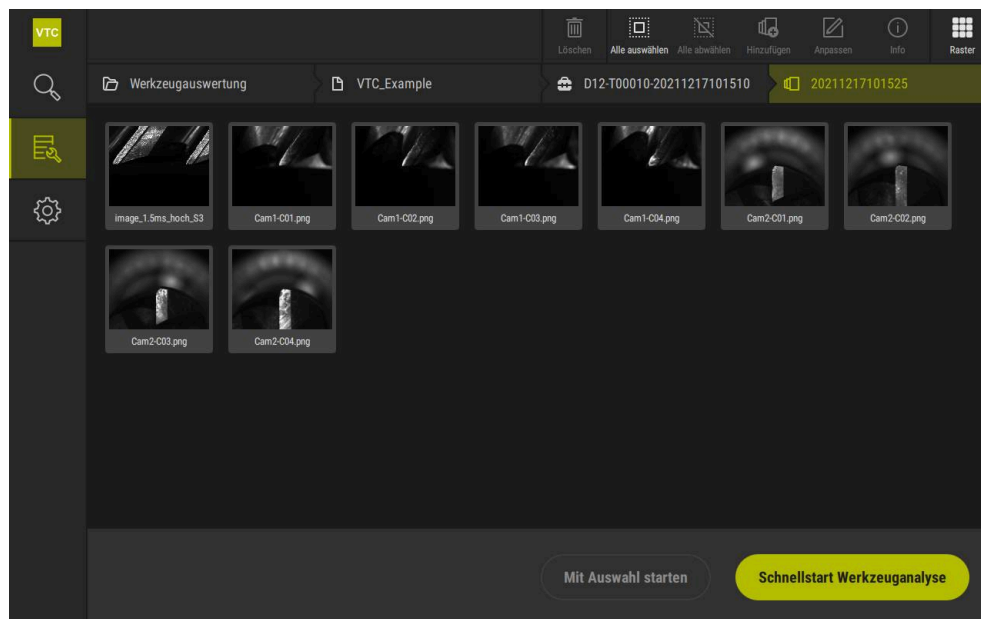 VTC
Löschen
Alle auswählen
Alle abwählen
Hinzufügen
Anpassen
Info
Raster
Werkzeugauswertung
VTC_Example
D12-T00010-20211217101510
20211217101525
image_1.5ms_hoch_S3
Cam1-C01.png
Cam1-C02.png
Cam1-C03.png
Cam1-C04.png
Cam2-C01.png
Cam2-C02.png
Cam2-C03.png
Cam2-C04.png
Mit Auswahl starten
Schnellstart Werkzeuganalyse